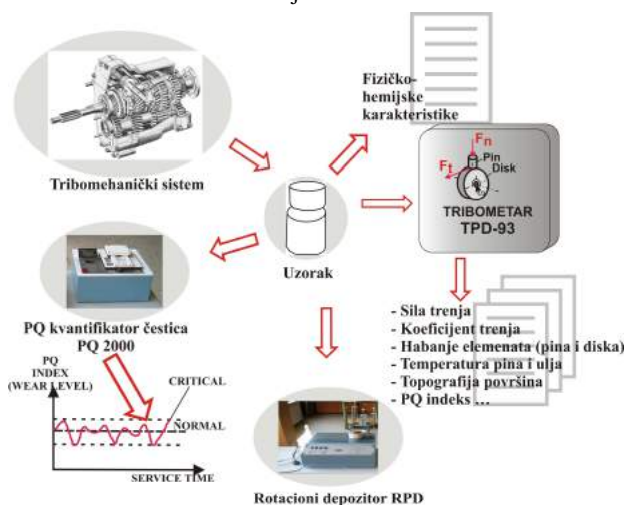 Fizičko-
hemijske
karakteristike
Tribomehanički sistem
Fn
Ft
Pin
Disk
TRIBOMETAR
TPD-93
Uzorak
PQ kvantifikator čestica
PQ 2000
- Sila trenja
- Koeficijent trenja
- Habanje elemenata (pina i diska)
- Temperatura pina i ulja
- Topografija površina
- PQ indeks ...
PQ
INDEX
(WEAR LEVEL)
CRITICAL
NORMAL
SERVICE TIME
Rotacioni depozitor RPD